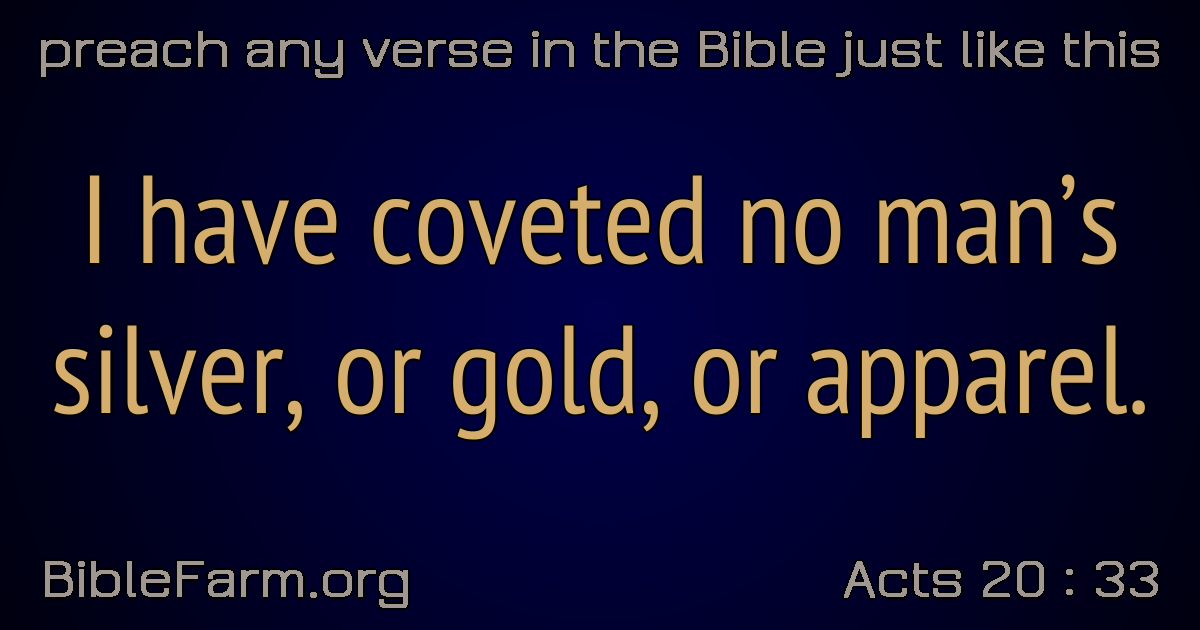 preach any verse in the Bible just like this
I have coveted no man’s
silver, or gold, or apparel.
BibleFarm.org
Acts 20 : 33